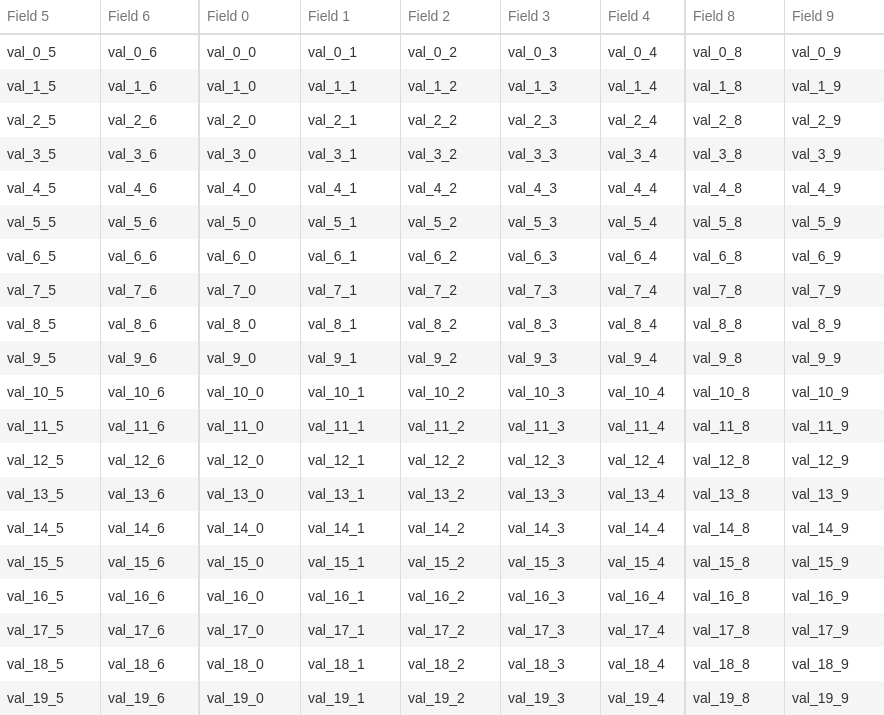 Field 5 Field 6 Field 0 Field 1 Field 2 Field 3 Field 4 Field 8 Field 9
val_0_5 val_0_6 val_0_0 val_0_1 val_0_2 val_0_3 val_0_4 val_0_8 val_0_9
val_1_5 val_1_6 val_1_0 val_1_1 val_1_2 val_1_3 val_1_4 val_1_8 val_1_9
val_2_5 val_2_6 val_2_0 val_2_1 val_2_2 val_2_3 val_2_4 val_2_8 val_2_9
val_3_5 val_3_6 val_3_0 val_3_1 val_3_2 val_3_3 val_3_4 val_3_8 val_3_9
val_4_5 val_4_6 val_4_0 val_4_1 val_4_2 val_4_3 val_4_4 val_4_8 val_4_9
val_5_5 val_5_6 val_5_0 val_5_1 val_5_2 val_5_3 val_5_4 val_5_8 val_5_9
val_6_5 val_6_6 val_6_0 val_6_1 val_6_2 val_6_3 val_6_4 val_6_8 val_6_9
val_7_5 val_7_6 val_7_0 val_7_1 val_7_2 val_7_3 val_7_4 val_7_8 val_7_9
val_8_5 val_8_6 val_8_0 val_8_1 val_8_2 val_8_3 val_8_4 val_8_8 val_8_9
val_9_5 val_9_6 val_9_0 val_9_1 val_9_2 val_9_3 val_9_4 val_9_8 val_9_9
val_10_5 val_10_6 val_10_0 val_10_1 val_10_2 val_10_3 val_10_4 val_10_8 val_10_9
val_11_5 val_11_6 val_11_0 val_11_1 val_11_2 val_11_3 val_11_4 val_11_8 val_11_9
val_12_5 val_12_6 val_12_0 val_12_1 val_12_2 val_12_3 val_12_4 val_12_8 val_12_9
val_13_5 val_13_6 val_13_0 val_13_1 val_13_2 val_13_3 val_13_4 val_13_8 val_13_9
val_14_5 val_14_6 val_14_0 val_14_1 val_14_2 val_14_3 val_14_4 val_14_8 val_14_9
val_15_5 val_15_6 val_15_0 val_15_1 val_15_2 val_15_3 val_15_4 val_15_8 val_15_9
val_16_5 val_16_6 val_16_0 val_16_1 val_16_2 val_16_3 val_16_4 val_16_8 val_16_9
val_17_5 val_17_6 val_17_0 val_17_1 val_17_2 val_17_3 val_17_4 val_17_8 val_17_9
val_18_5 val_18_6 val_18_0 val_18_1 val_18_2 val_18_3 val_18_4 val_18_8 val_18_9
val_19_5 val_19_6 val_19_0 val_19_1 val_19_2 val_19_3 val_19_4 val_19_8 val_19_9